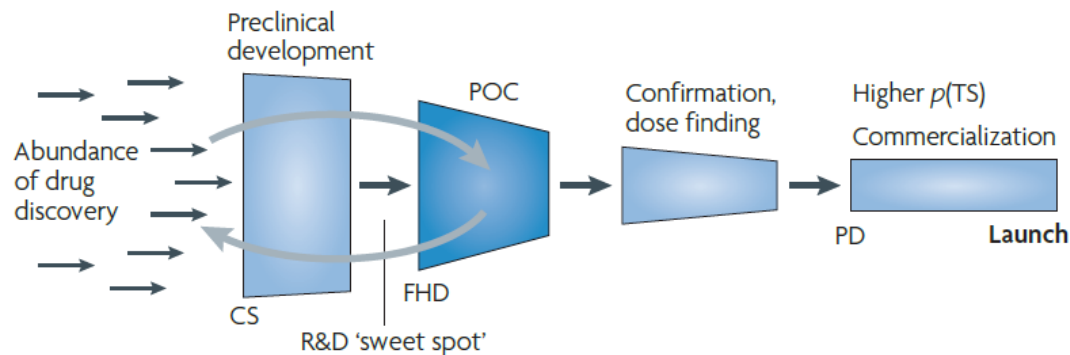 Preclinical
development
POC
Confirmation,
dose finding
Higher p(TS)
Commercialization
Abundance
of drug
discovery
CS
FHD
R&D ‘sweet spot’
PD
Launch